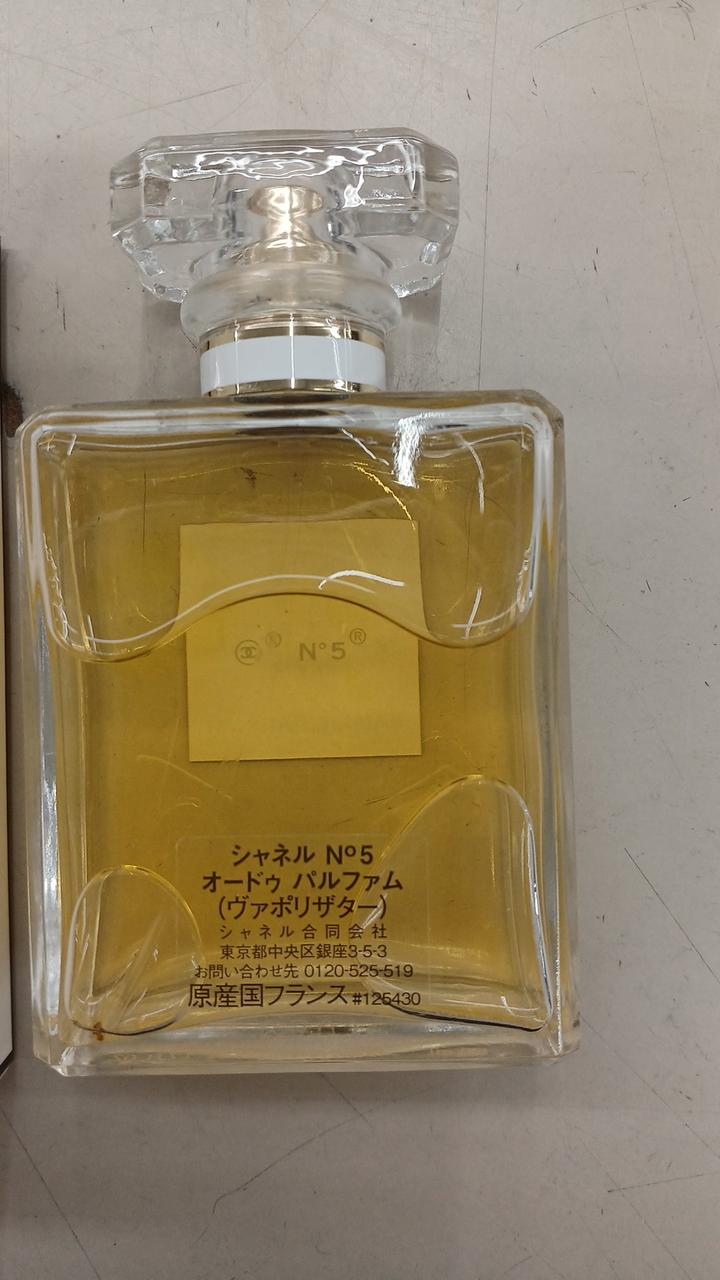 ® N°5®
シャネル Nº5
オードゥ パルファム
(ヴァポリザター)
シャネル合同会社
東京都中央区銀座3-5-3
お問い合わせ先 0120-525-519
原産国フランス#125430